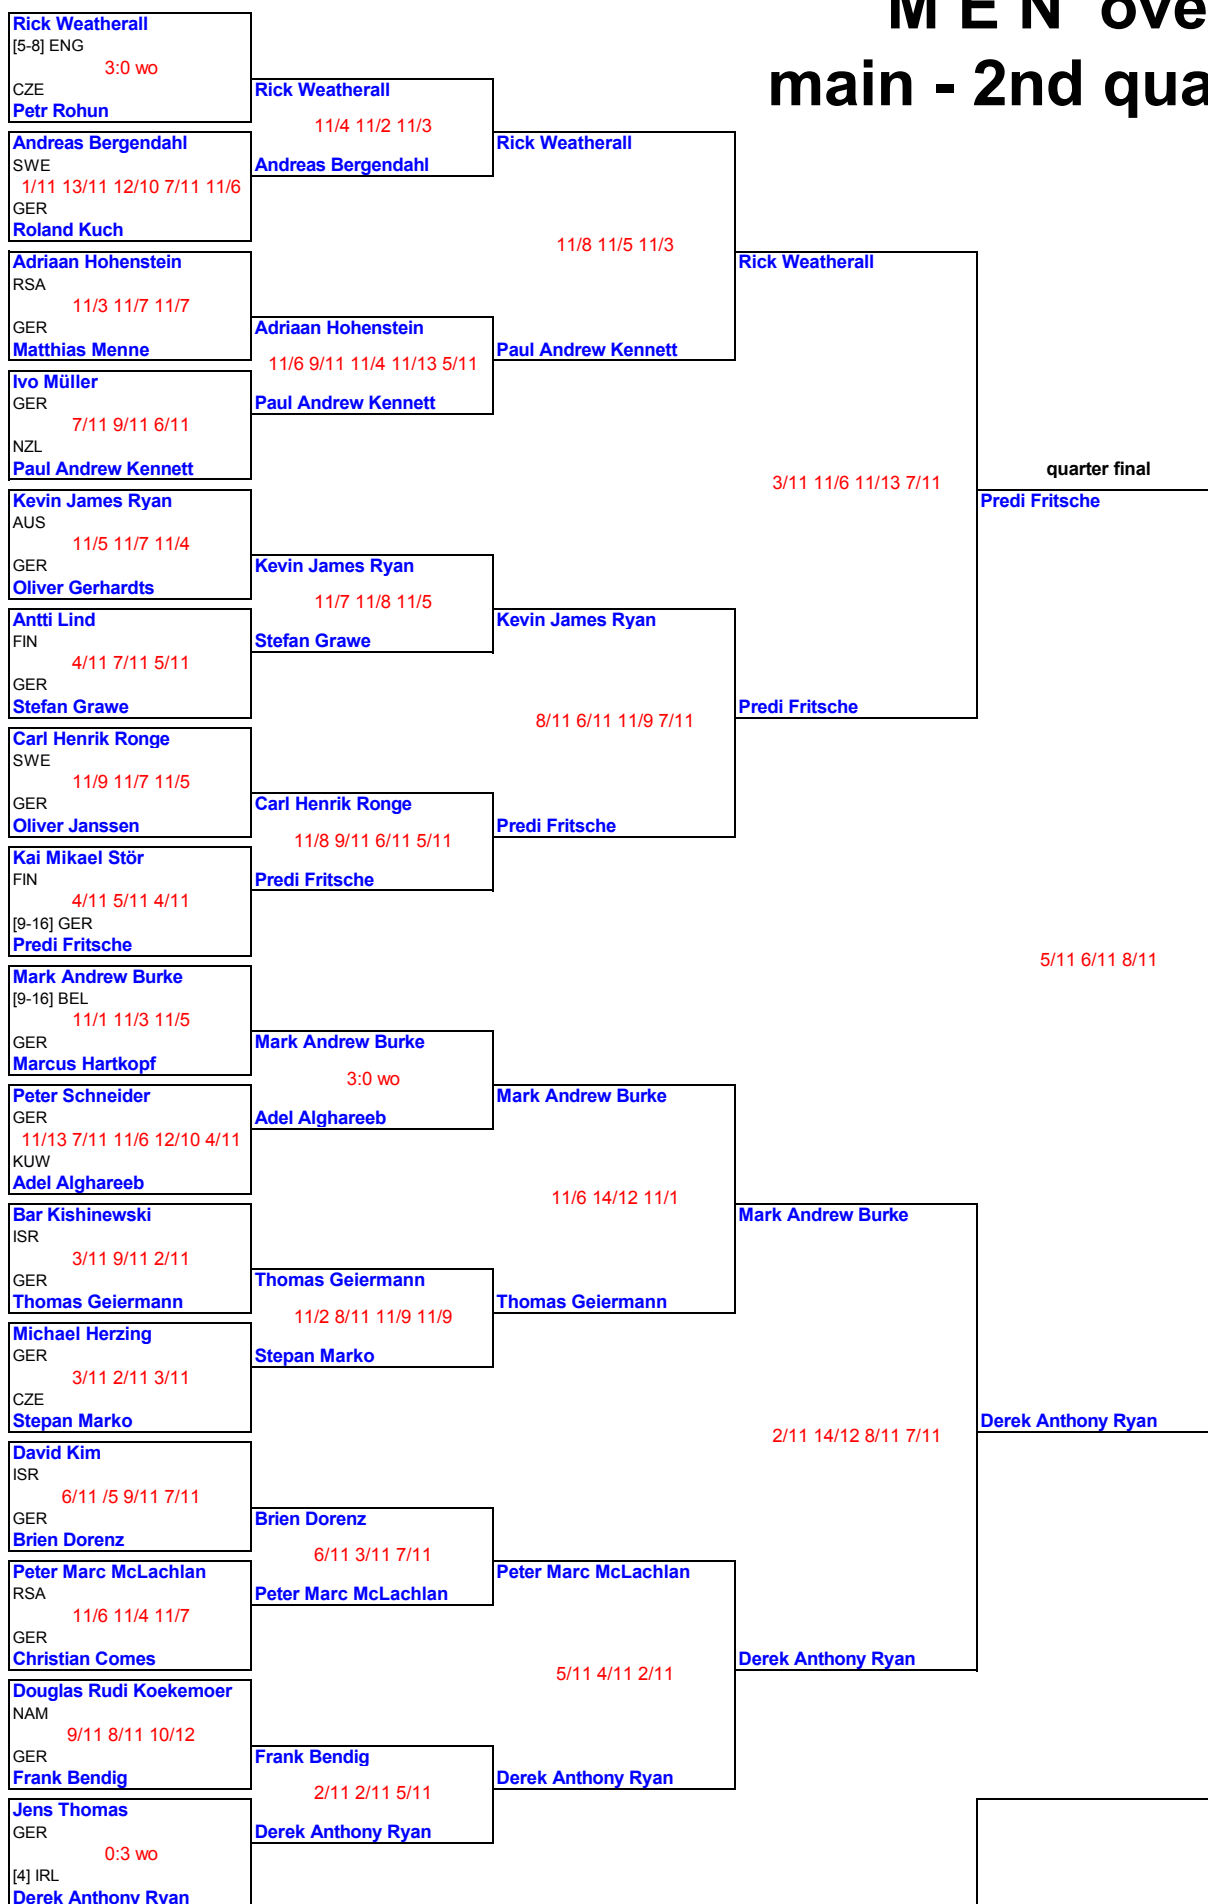 M E N ove
main - 2nd qua
Rick Weatherall
[5-8] ENG
3:0 wo
CZE
Petr Rohun
Andreas Bergendahl
SWE
1/11 13/11 12/10 7/11 11/6
GER
Roland Kuch
Adriaan Hohenstein
RSA
11/3 11/7 11/7
GER
Matthias Menne
Ivo Müller
GER
7/11 9/11 6/11
NZL
Paul Andrew Kennett
Kevin James Ryan
AUS
11/5 11/7 11/4
GER
Oliver Gerhardts
Antti Lind
FIN
4/11 7/11 5/11
GER
Stefan Grawe
Carl Henrik Ronge
SWE
11/9 11/7 11/5
GER
Oliver Janssen
Kai Mikael Stör
FIN
4/11 5/11 4/11
[9-16] GER
Predi Fritsche
Mark Andrew Burke
[9-16] BEL
11/1 11/3 11/5
GER
Marcus Hartkopf
Peter Schneider
GER
11/13 7/11 11/6 12/10 4/11
KUW
Adel Alghareeb
Bar Kishinewski
ISR
3/11 9/11 2/11
GER
Thomas Geiermann
Michael Herzing
GER
3/11 2/11 3/11
CZE
Stepan Marko
David Kim
ISR
6/11 /5 9/11 7/11
GER
Brien Dorenz
Peter Marc McLachlan
RSA
11/6 11/4 11/7
GER
Christian Comes
Douglas Rudi Koekemoer
NAM
9/11 8/11 10/12
GER
Frank Bendig
Jens Thomas
GER
0:3 wo
[4] IRL
Derek Anthony Ryan
Rick Weatherall
11/4 11/2 11/3
Andreas Bergendahl
Adriaan Hohenstein
11/6 9/11 11/4 11/13 5/11
Paul Andrew Kennett
Kevin James Ryan
11/7 11/8 11/5
Stefan Grawe
Carl Henrik Ronge
11/8 9/11 6/11 5/11
Predi Fritsche
Mark Andrew Burke
3:0 wo
Adel Alghareeb
Thomas Geiermann
11/2 8/11 11/9 11/9
Stepan Marko
Brien Dorenz
6/11 3/11 7/11
Peter Marc McLachlan
Frank Bendig
2/11 2/11 5/11
Derek Anthony Ryan
Rick Weatherall
11/8 11/5 11/3
Paul Andrew Kennett
Kevin James Ryan
8/11 6/11 11/9 7/11
Predi Fritsche
Mark Andrew Burke
11/6 14/12 11/1
Thomas Geiermann
Peter Marc McLachlan
5/11 4/11 2/11
Derek Anthony Ryan
Rick Weatherall
3/11 11/6 11/13 7/11
Predi Fritsche
Mark Andrew Burke
2/11 14/12 8/11 7/11
Derek Anthony Ryan
quarter final
Predi Fritsche
5/11 6/11 8/11
Derek Anthony Ryan